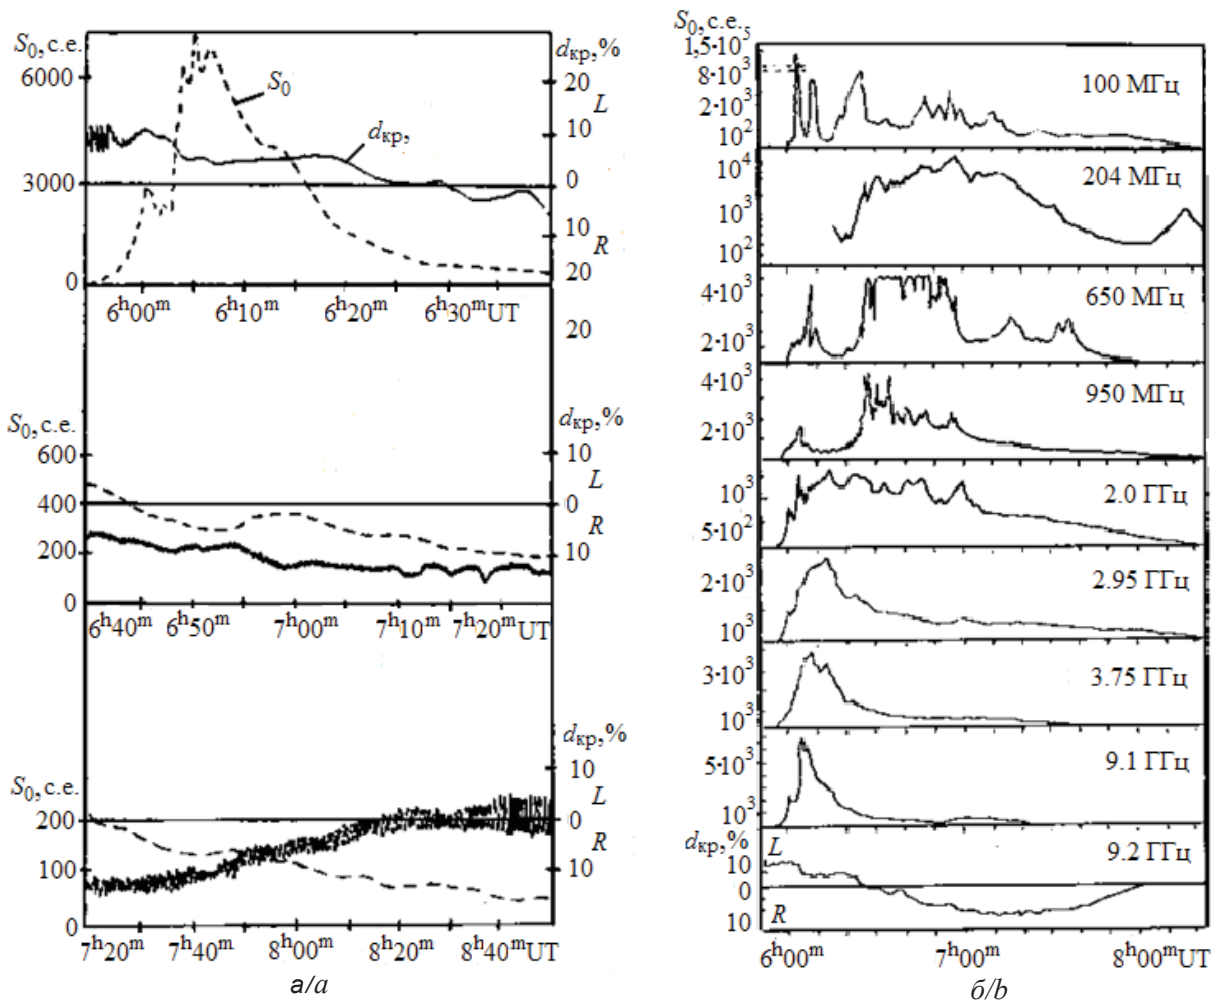 S₀, с.е.
dкр,%
6000
20
S₀
L
10
dкр,
3000
0
10
R
0
20
6ʰ00ᵐ 6ʰ10ᵐ 6ʰ20ᵐ 6ʰ30ᵐUT
20
S₀, с.е.
dкр,%
600
10
L
400
0
R
200
10
0
6ʰ40ᵐ 6ʰ50ᵐ 7ʰ00ᵐ 7ʰ10ᵐ 7ʰ20ᵐUT
dкр,%
10
S₀, с.е.
L
200
0
R
100
10
0
7ʰ20ᵐ 7ʰ40ᵐ 8ʰ00ᵐ 8ʰ20ᵐ 8ʰ40ᵐUT
а/a
S₀, с.е.
1,5·10⁵
8·10³
100 МГц
2·10³
10²
10⁴
204 МГц
10³
10²
4·10³
650 МГц
2·10³
4·10³
950 МГц
2·10³
10³
2.0 ГГц
5·10²
2·10³
2.95 ГГц
10³
3·10³
3.75 ГГц
10³
5·10³
9.1 ГГц
10³
dкр,%
L
9.2 ГГц
10
0
10
R
6ʰ00ᵐ 7ʰ00ᵐ 8ʰ00ᵐ UT
б/b